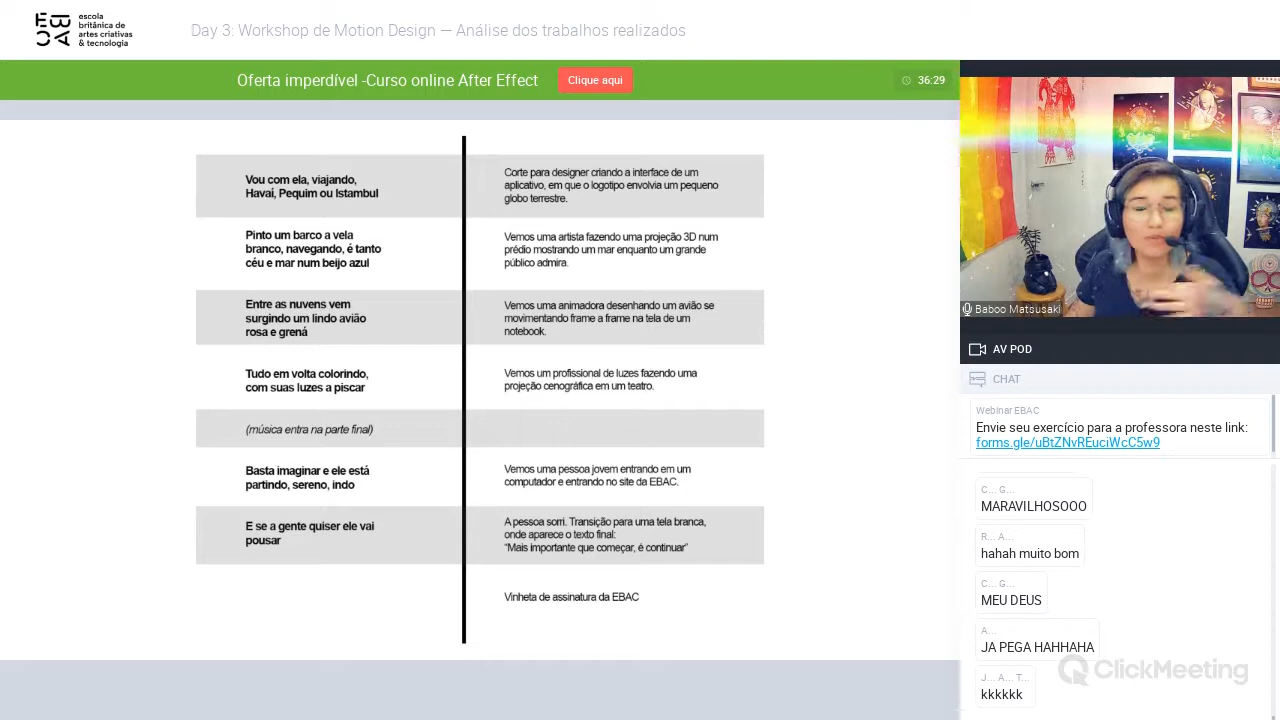 EBAC
escola
britânica de
artes criativas
& tecnologia
Day 3: Workshop de Motion Design — Análise dos trabalhos realizados
Oferta imperdível -Curso online After Effect
Clique aqui
36:29
Vou com ela, viajando,
Havaí, Pequim ou Istambul
Corte para designer criando a interface de um
aplicativo, em que o logotipo envolvia um pequeno
globo terrestre.
Pinto um barco a vela
branco, navegando, é tanto
céu e mar num beijo azul
Vemos uma artista fazendo uma projeção 3D num
prédio mostrando um mar enquanto um grande
público admira.
Entre as nuvens vem
surgindo um lindo avião
rosa e grená
Vemos uma animadora desenhando um avião se
movimentando frame a frame na tela de um
notebook.
Tudo em volta colorindo,
com suas luzes a piscar
Vemos um profissional de luzes fazendo uma
projeção cenográfica em um teatro.
(música entra na parte final)
Basta imaginar e ele está
partindo, sereno, indo
Vemos uma pessoa jovem entrando em um
computador e entrando no site da EBAC.
E se a gente quiser ele vai
pousar
A pessoa sorri. Transição para uma tela branca,
onde aparece o texto final:
“Mais importante que começar, é continuar”
Vinheta de assinatura da EBAC
Baboo Matsusaki
AV POD
CHAT
Webinar EBAC
Envie seu exercício para a professora neste link:
forms.gle/uBtZNvREuciWcC5w9
C... G...
MARAVILHOSOOO
R... A...
hahah muito bom
C... G...
MEU DEUS
A...
JA PEGA HAHHAHA
J... A... T...
kkkkkk
ClickMeeting